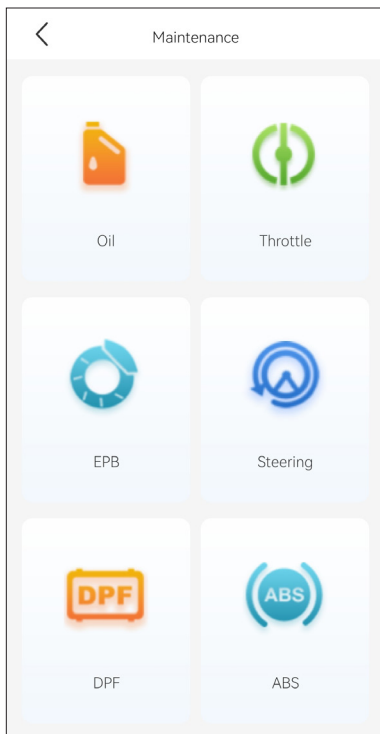 Maintenance
Oil
Throttle
EPB
Steering
DPF
DPF
ABS
ABS